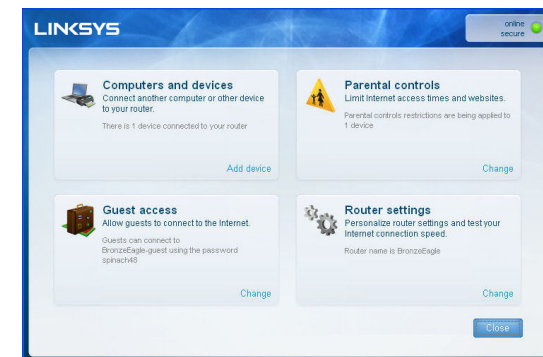 LINKSYS
online
secure
Computers and devices
Connect another computer or other device
to your router.
There is 1 device connected to your router
Add device
Parental controls
Limit Internet access times and websites.
Parental controls restrictions are being applied to
1 device
Change
Guest access
Allow guests to connect to the Internet.
Guests can connect to
BronzeEagle-guest using the password
spinach48
Change
Router settings
Personalize router settings and test your
Internet connection speed.
Router name is BronzeEagle
Change
Close